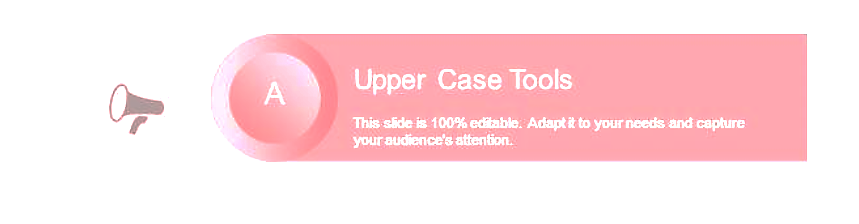 A
Upper Case Tools
This slide is 100% editable. Adapt it to your needs and capture
your audience's attention.